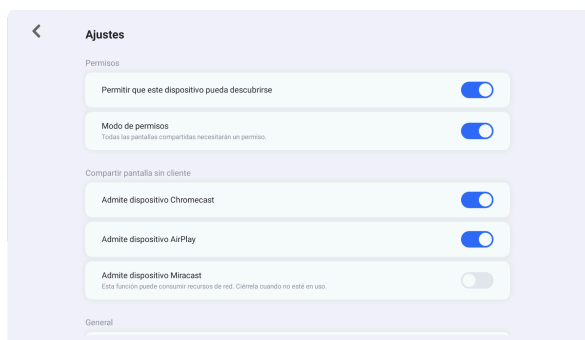 Ajustes
Permisos
Permitir que este dispositivo pueda descubrirse
Modo de permisos
Todas las pantallas compartidas necesitarán un permiso.
Compartir pantalla sin cliente
Admite dispositivo Chromecast
Admite dispositivo AirPlay
Admite dispositivo Miracast
Esta función puede consumir recursos de red. Ciérrela cuando no esté en uso.
General